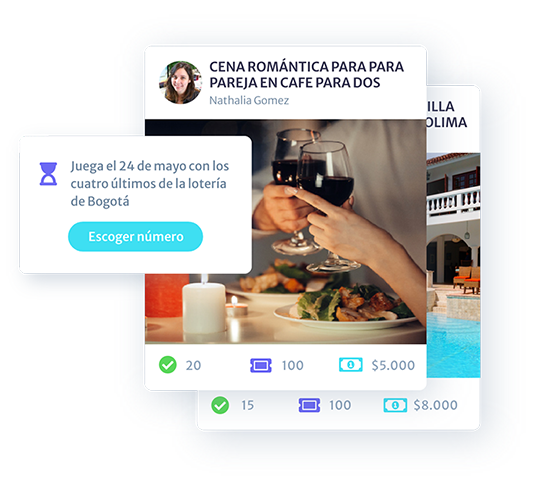 CENA ROMÁNTICA PARA PARA
PAREJA EN CAFE PARA DOS
Nathalia Gomez
ILLA
OLIMA
Juega el 24 de mayo con los
cuatro últimos de la lotería
de Bogotá
Escoger número
20 100 $5.000
15 100 $8.000